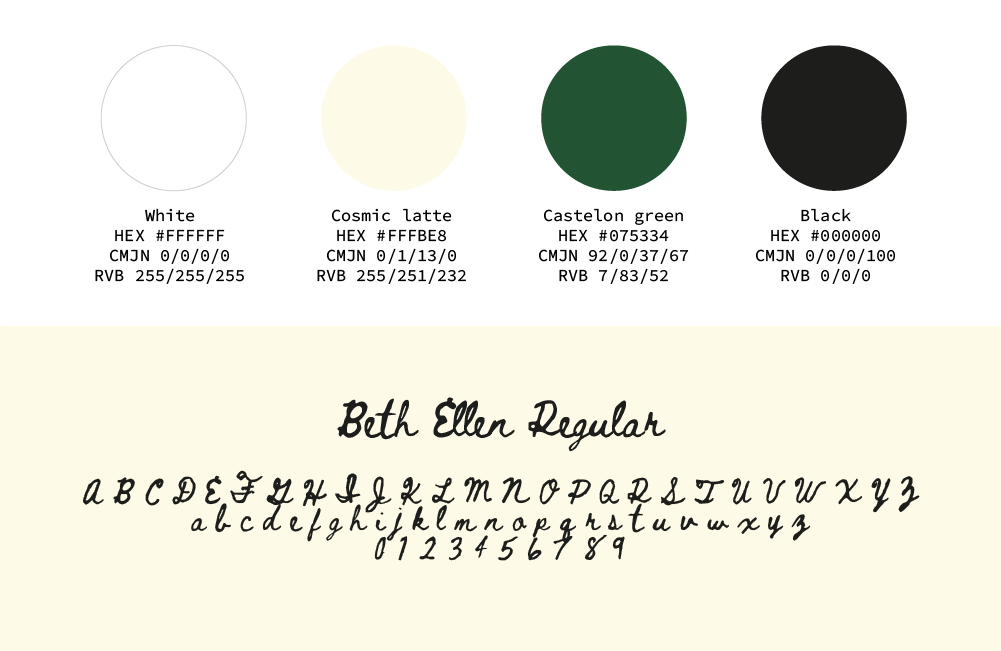 White
HEX #FFFFFF
CMJN 0/0/0/0
RVB 255/255/255
Cosmic latte
HEX #FFFBE8
CMJN 0/1/13/0
RVB 255/251/232
Castelon green
HEX #075334
CMJN 92/0/37/67
RVB 7/83/52
Black
HEX #000000
CMJN 0/0/0/100
RVB 0/0/0
Beth Ellen Regular
A B C D E F G H I J K L M N O P Q R S T U V W X Y Z
a b c d e f g h i j k l m n o p q r s t u v w x y z
0 1 2 3 4 5 6 7 8 9